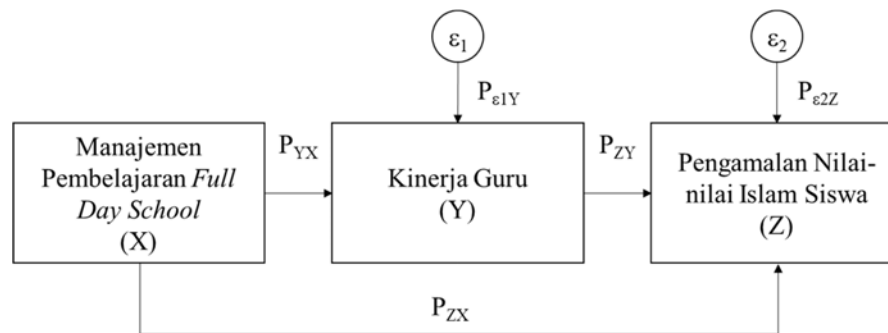 ε1
ε2
Pε1Y
Pε2Z
Manajemen
Pembelajaran Full
Day School
(X)
PYX
Kinerja Guru
(Y)
PZY
Pengamalan Nilai-
nilai Islam Siswa
(Z)
PZX